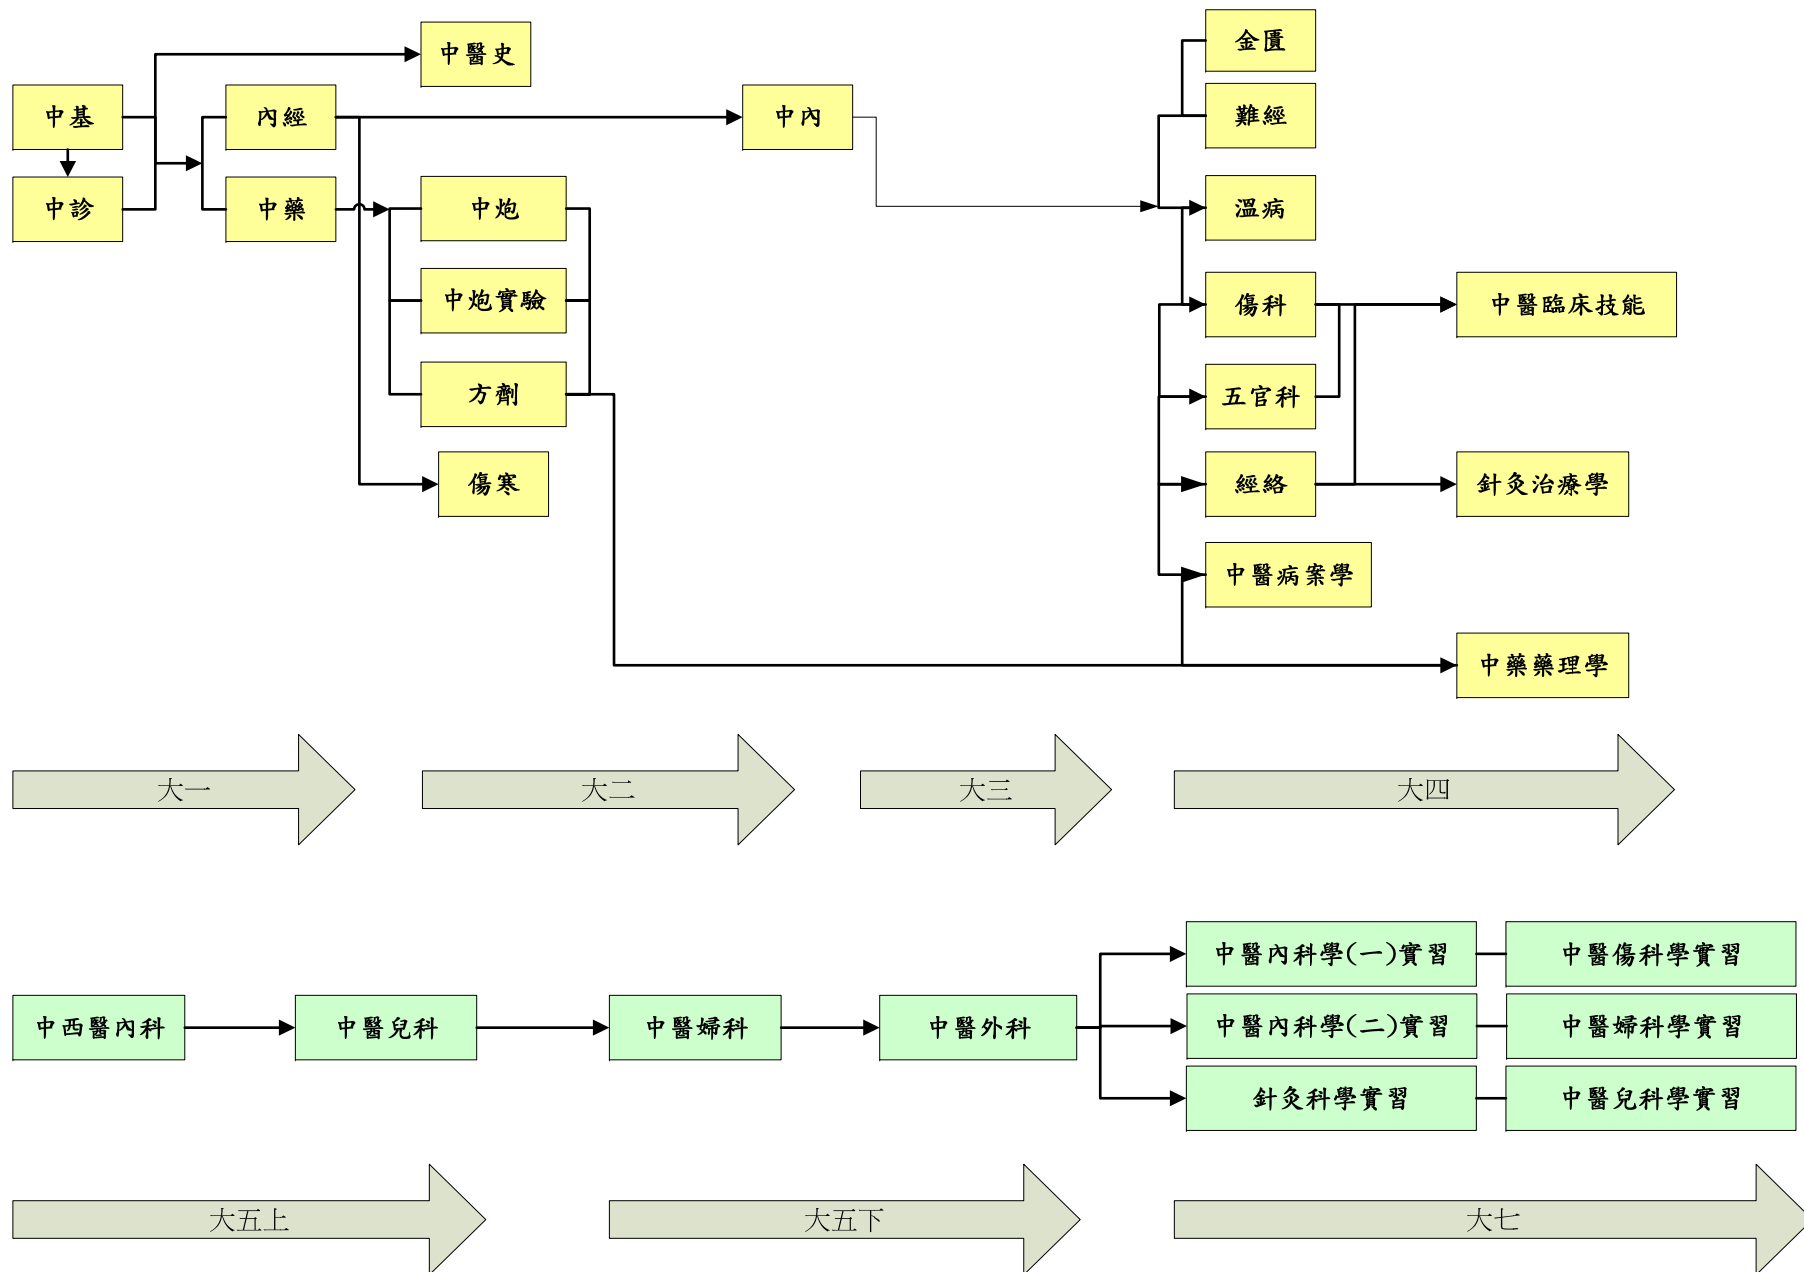 中醫史
金匱
中基
內經
中內
難經
中診
中藥
中炮
溫病
中炮實驗
傷科
中醫臨床技能
方劑
五官科
傷寒
經絡
針灸治療學
中醫病案學
中藥藥理學
大一
大二
大三
大四
中醫內科學(一)實習
中醫傷科學實習
中西醫內科
中醫兒科
中醫婦科
中醫外科
中醫內科學(二)實習
中醫婦科學實習
針灸科學實習
中醫兒科學實習
大五上
大五下
大七